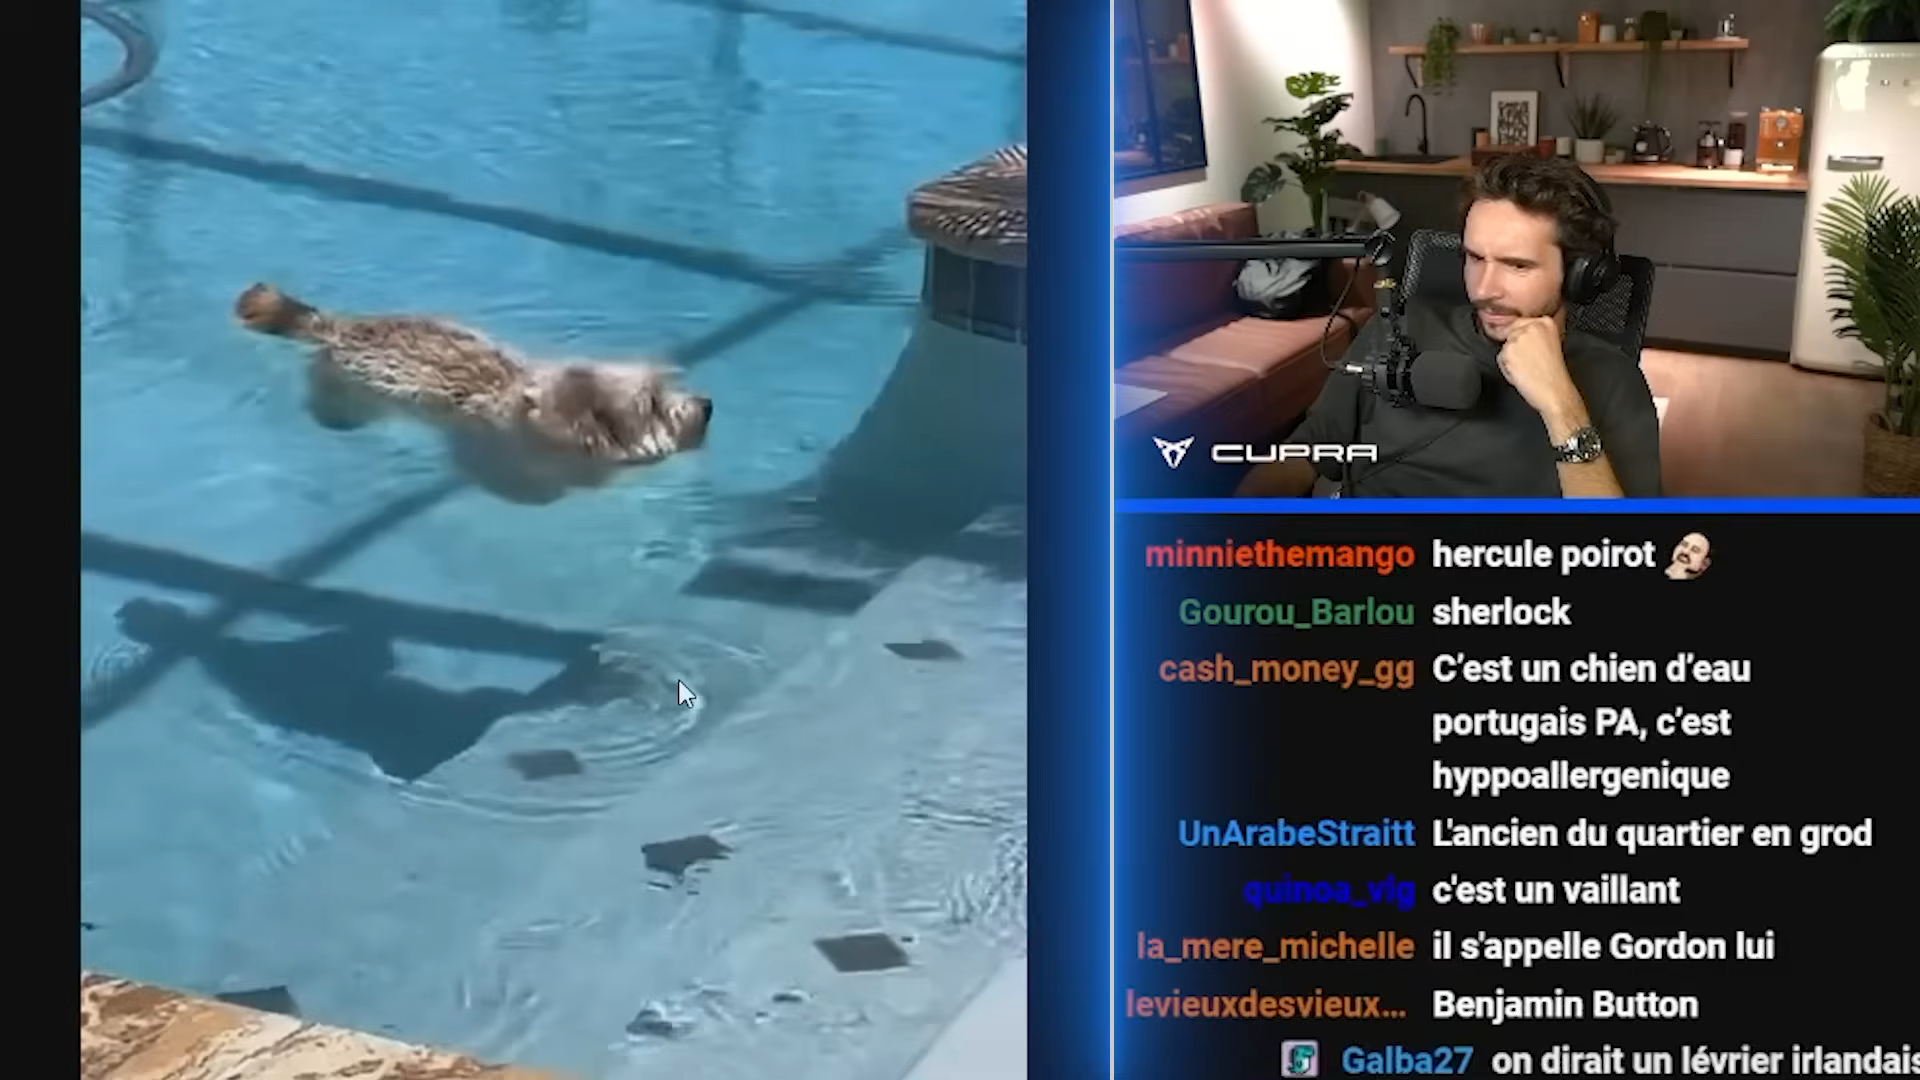 CUPRA
minniethemango hercule poirot
Gourou_Barlou sherlock
cash_money_gg C’est un chien d’eau
portugais PA, c’est
hyppoallergenique
UnArabeStraitt L'ancien du quartier en grod
quinoa_vlg c'est un vaillant
la_mere_michelle il s'appelle Gordon lui
levieuxdesvieux... Benjamin Button
Galba27 on dirait un lévrier irlandais